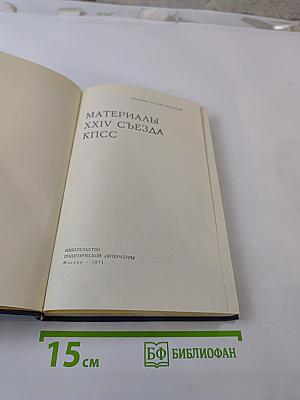 МАТЕРИАЛЫ
XXIV СЪЕЗДА
КПСС
ИЗДАТЕЛЬСТВО
ПОЛИТИЧЕСКОЙ ЛИТЕРАТУРЫ
Москва · 1971
15 см
БФ БИБЛИОФАН